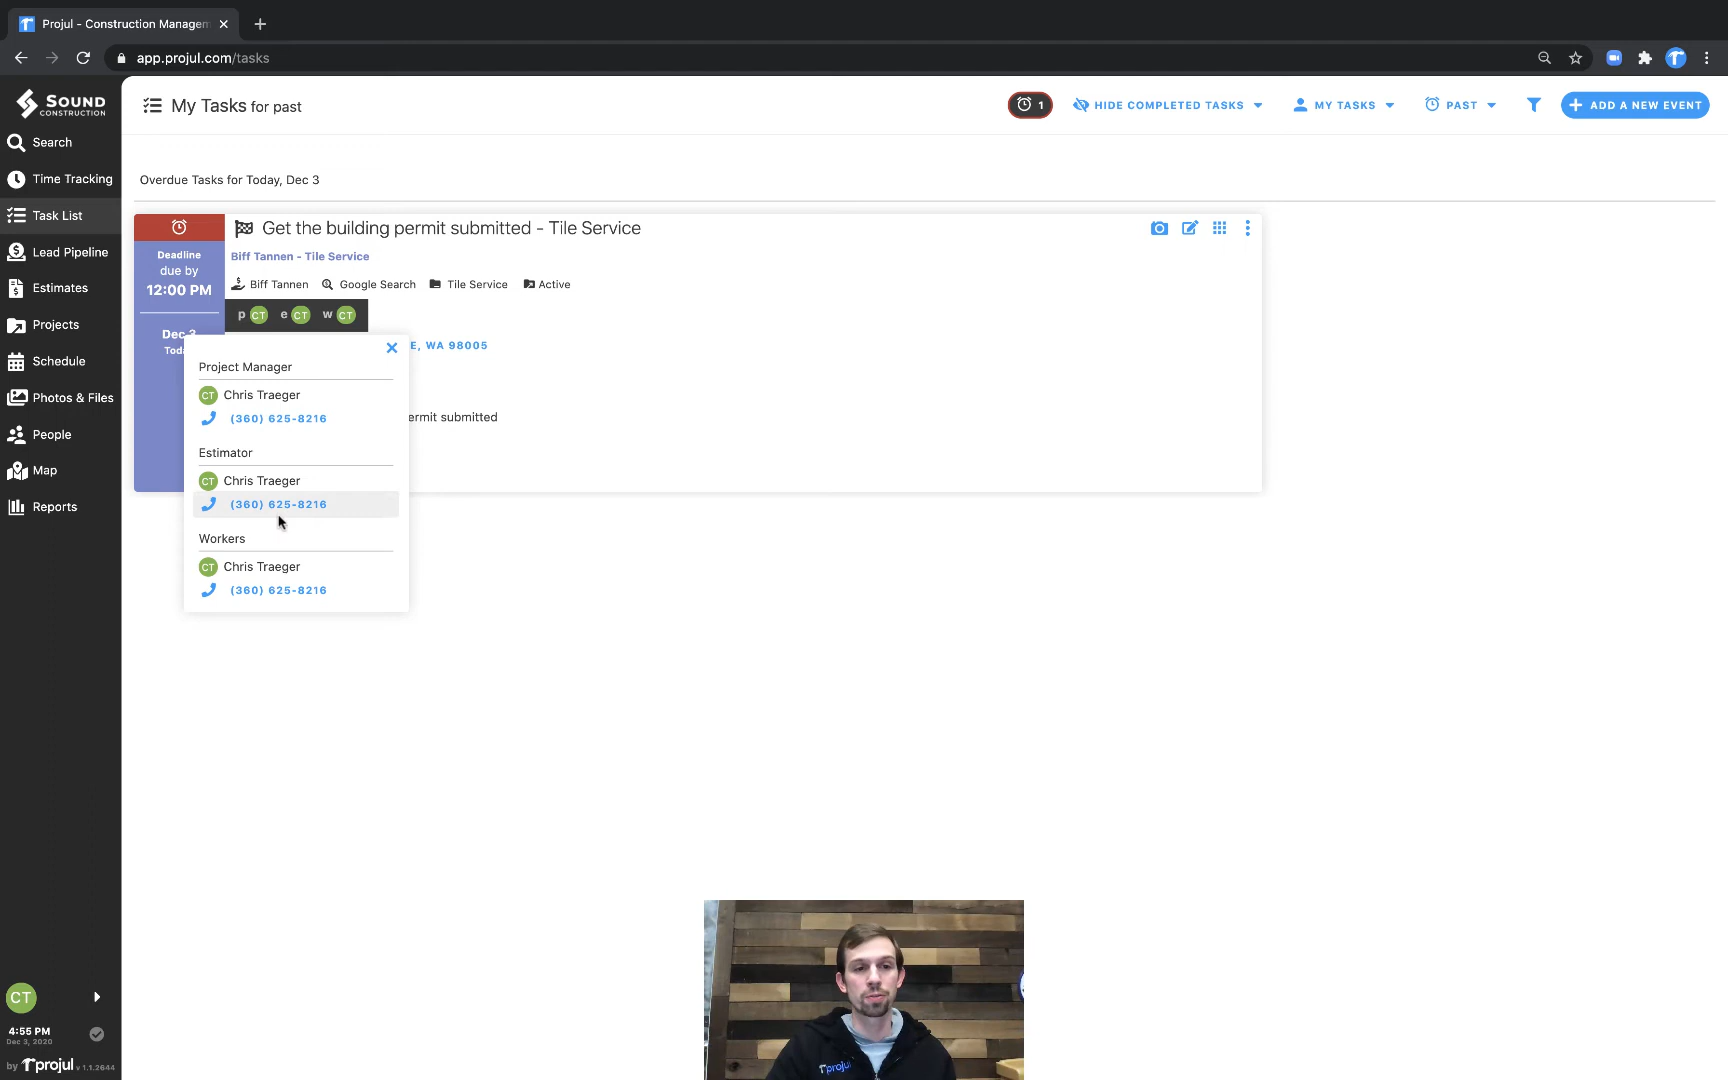 Projul - Construction Managem
app.projul.com/tasks
SOUND
CONSTRUCTION
Search
Time Tracking
Task List
Lead Pipeline
Estimates
Projects
Schedule
Photos & Files
People
Map
Reports
CT
4:55 PM
Dec 3, 2020
by projul v 1.1.2644
My Tasks for past
1
HIDE COMPLETED TASKS
MY TASKS
PAST
ADD A NEW EVENT
Overdue Tasks for Today, Dec 3
Deadline
due by
12:00 PM
Dec 3
Get the building permit submitted - Tile Service
Biff Tannen - Tile Service
Biff Tannen Google Search Tile Service Active
p CT e CT w CT
E, WA 98005
ermit submitted
Project Manager
CT Chris Traeger
(360) 625-8216
Estimator
CT Chris Traeger
(360) 625-8216
Workers
CT Chris Traeger
(360) 625-8216
projul